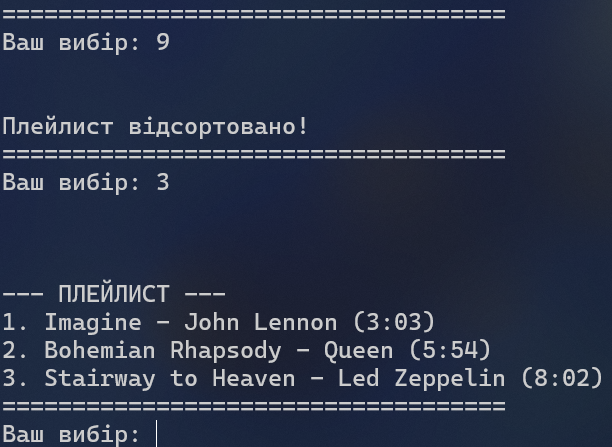 ====================================
Ваш вибір: 9
Плейлист відсортовано!
====================================
Ваш вибір: 3
--- ПЛЕЙЛИСТ ---
1. Imagine - John Lennon (3:03)
2. Bohemian Rhapsody - Queen (5:54)
3. Stairway to Heaven - Led Zeppelin (8:02)
====================================
Ваш вибір: